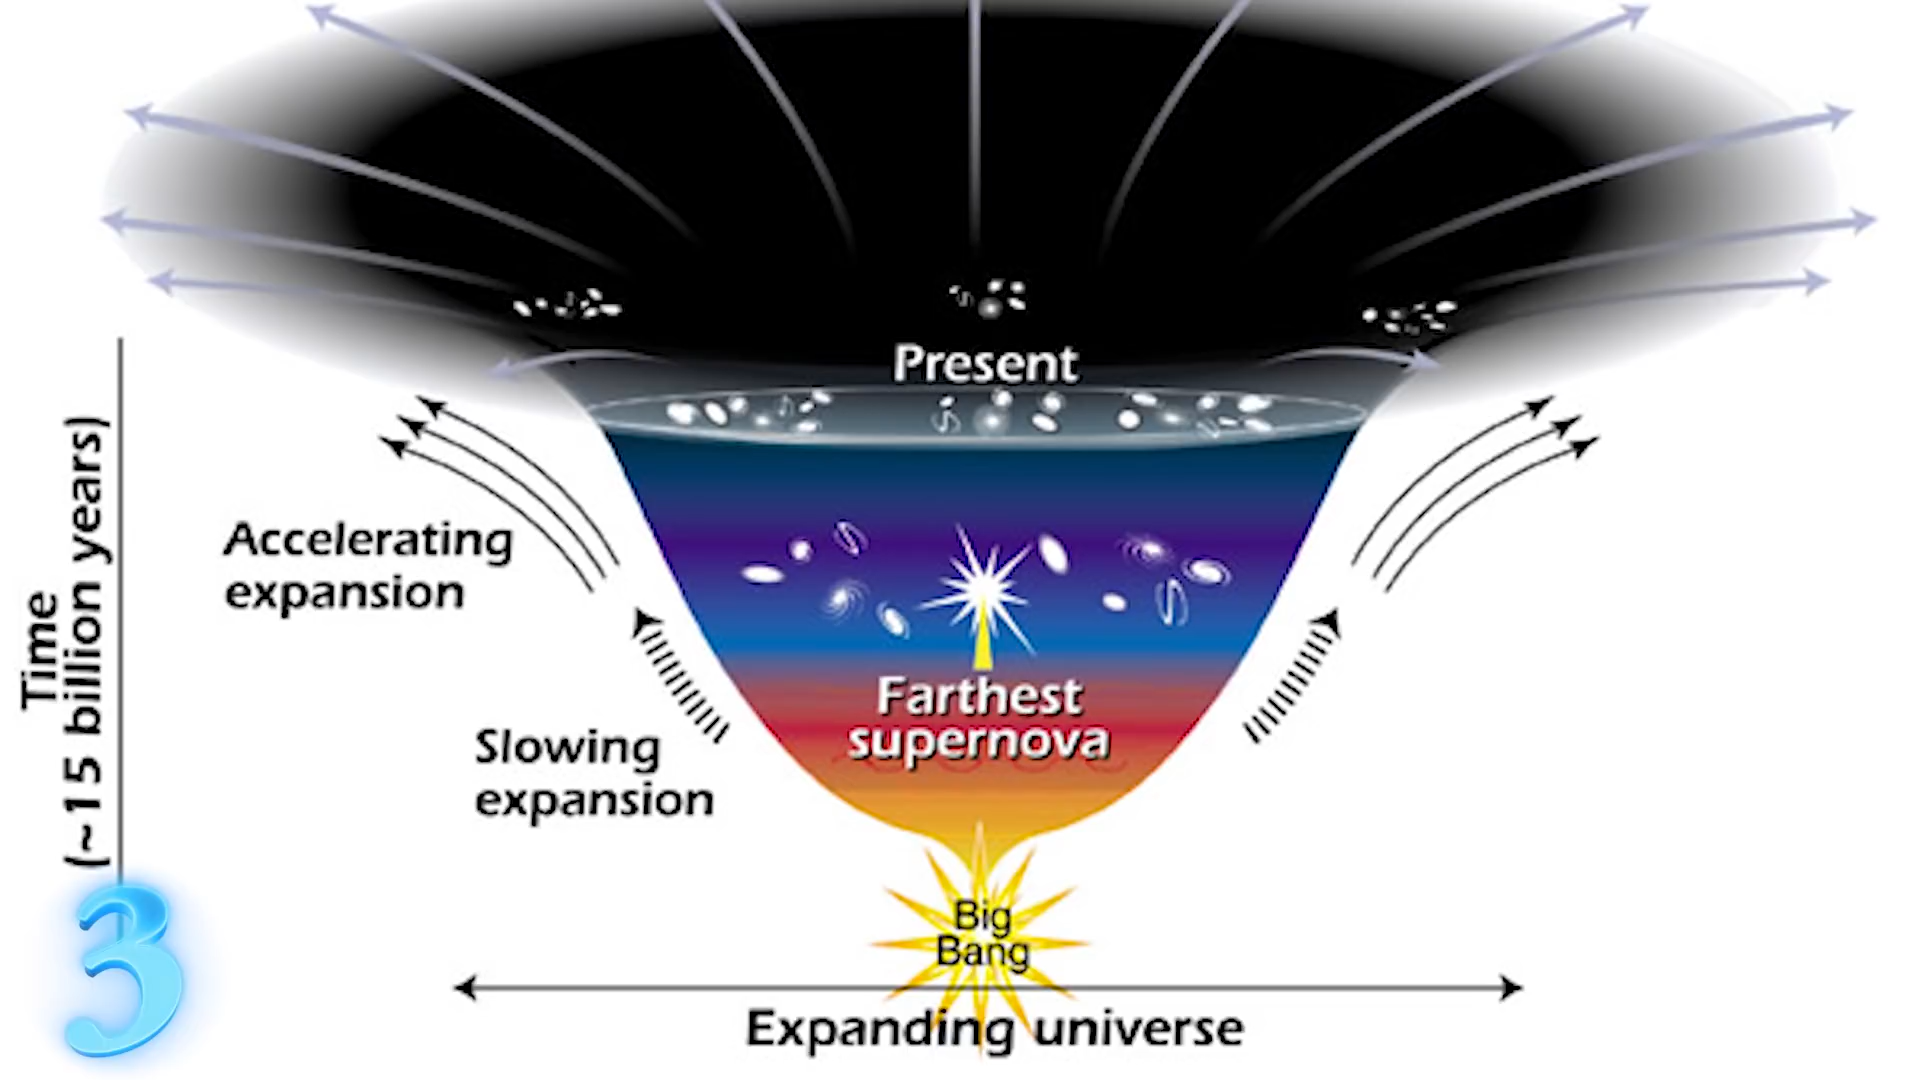 Present
Time
(~15 billion years)
Accelerating
expansion
Farthest
supernova
Slowing
expansion
Big
Bang
Expanding universe
3